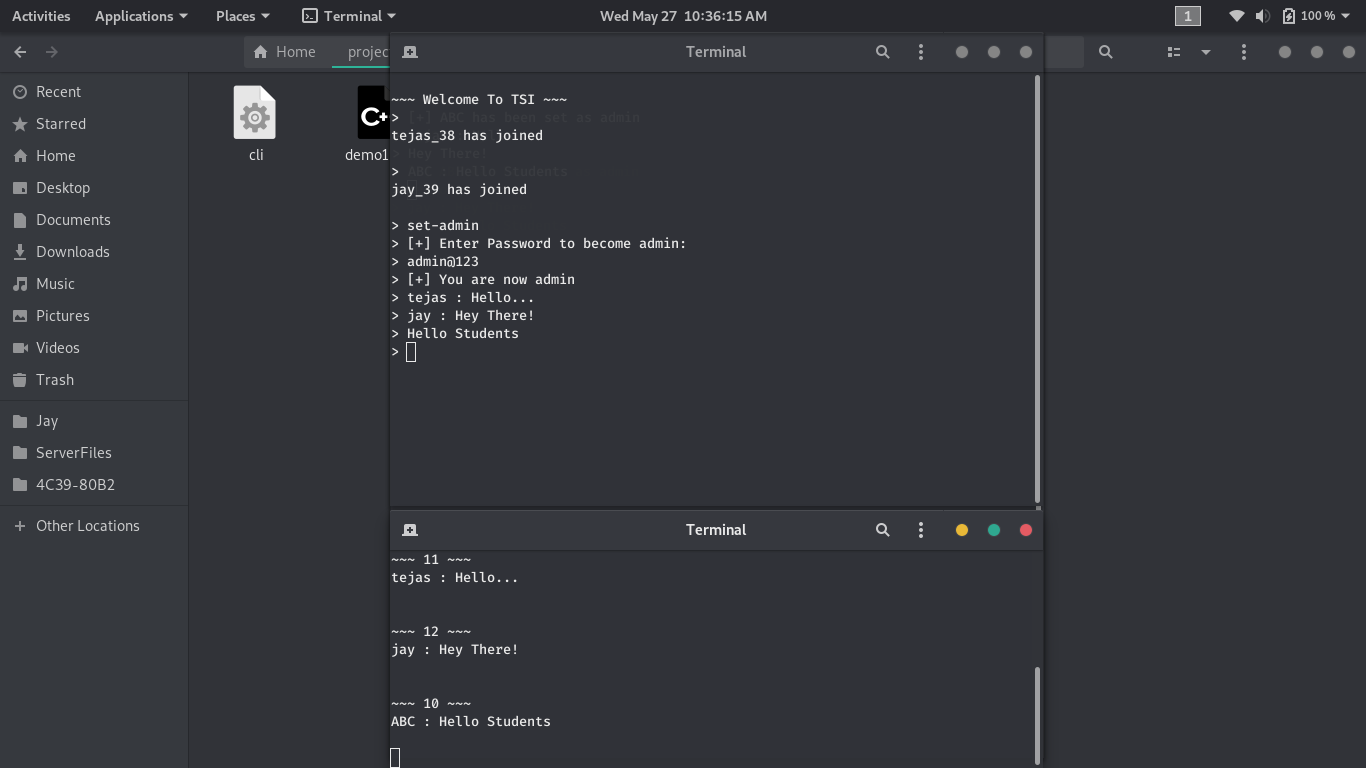 Activities Applications Places Terminal Wed May 27 10:36:15 AM 1 100 %
Home projec
Terminal
Recent
Starred
Home
Desktop
Documents
Downloads
Music
Pictures
Videos
Trash
Jay
ServerFiles
4C39-80B2
Other Locations
cli
demo1
C+
~~~ Welcome To TSI ~~~
> [+] ABC has been set as admin
tejas_38 has joined
> Hey There!
> ABC : Hello Students
jay_39 has joined
> set-admin
> [+] Enter Password to become admin:
> admin@123
> [+] You are now admin
> tejas : Hello...
> jay : Hey There!
> Hello Students
>
Terminal
~~~ 11 ~~~
tejas : Hello...
~~~ 12 ~~~
jay : Hey There!
~~~ 10 ~~~
ABC : Hello Students